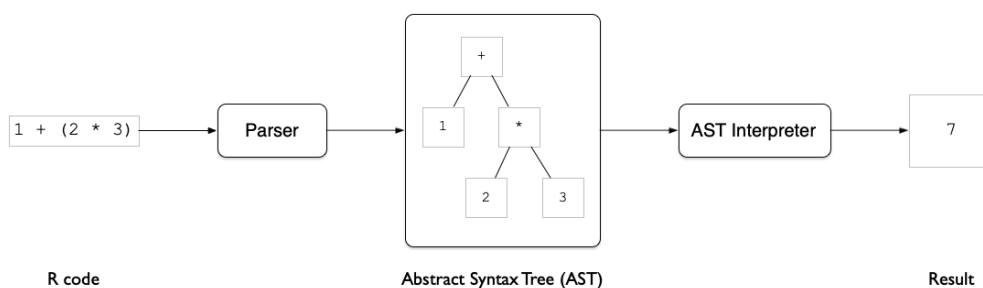 1 + (2 * 3)
Parser
+
1
*
2
3
AST Interpreter
7
R code
Abstract Syntax Tree (AST)
Result